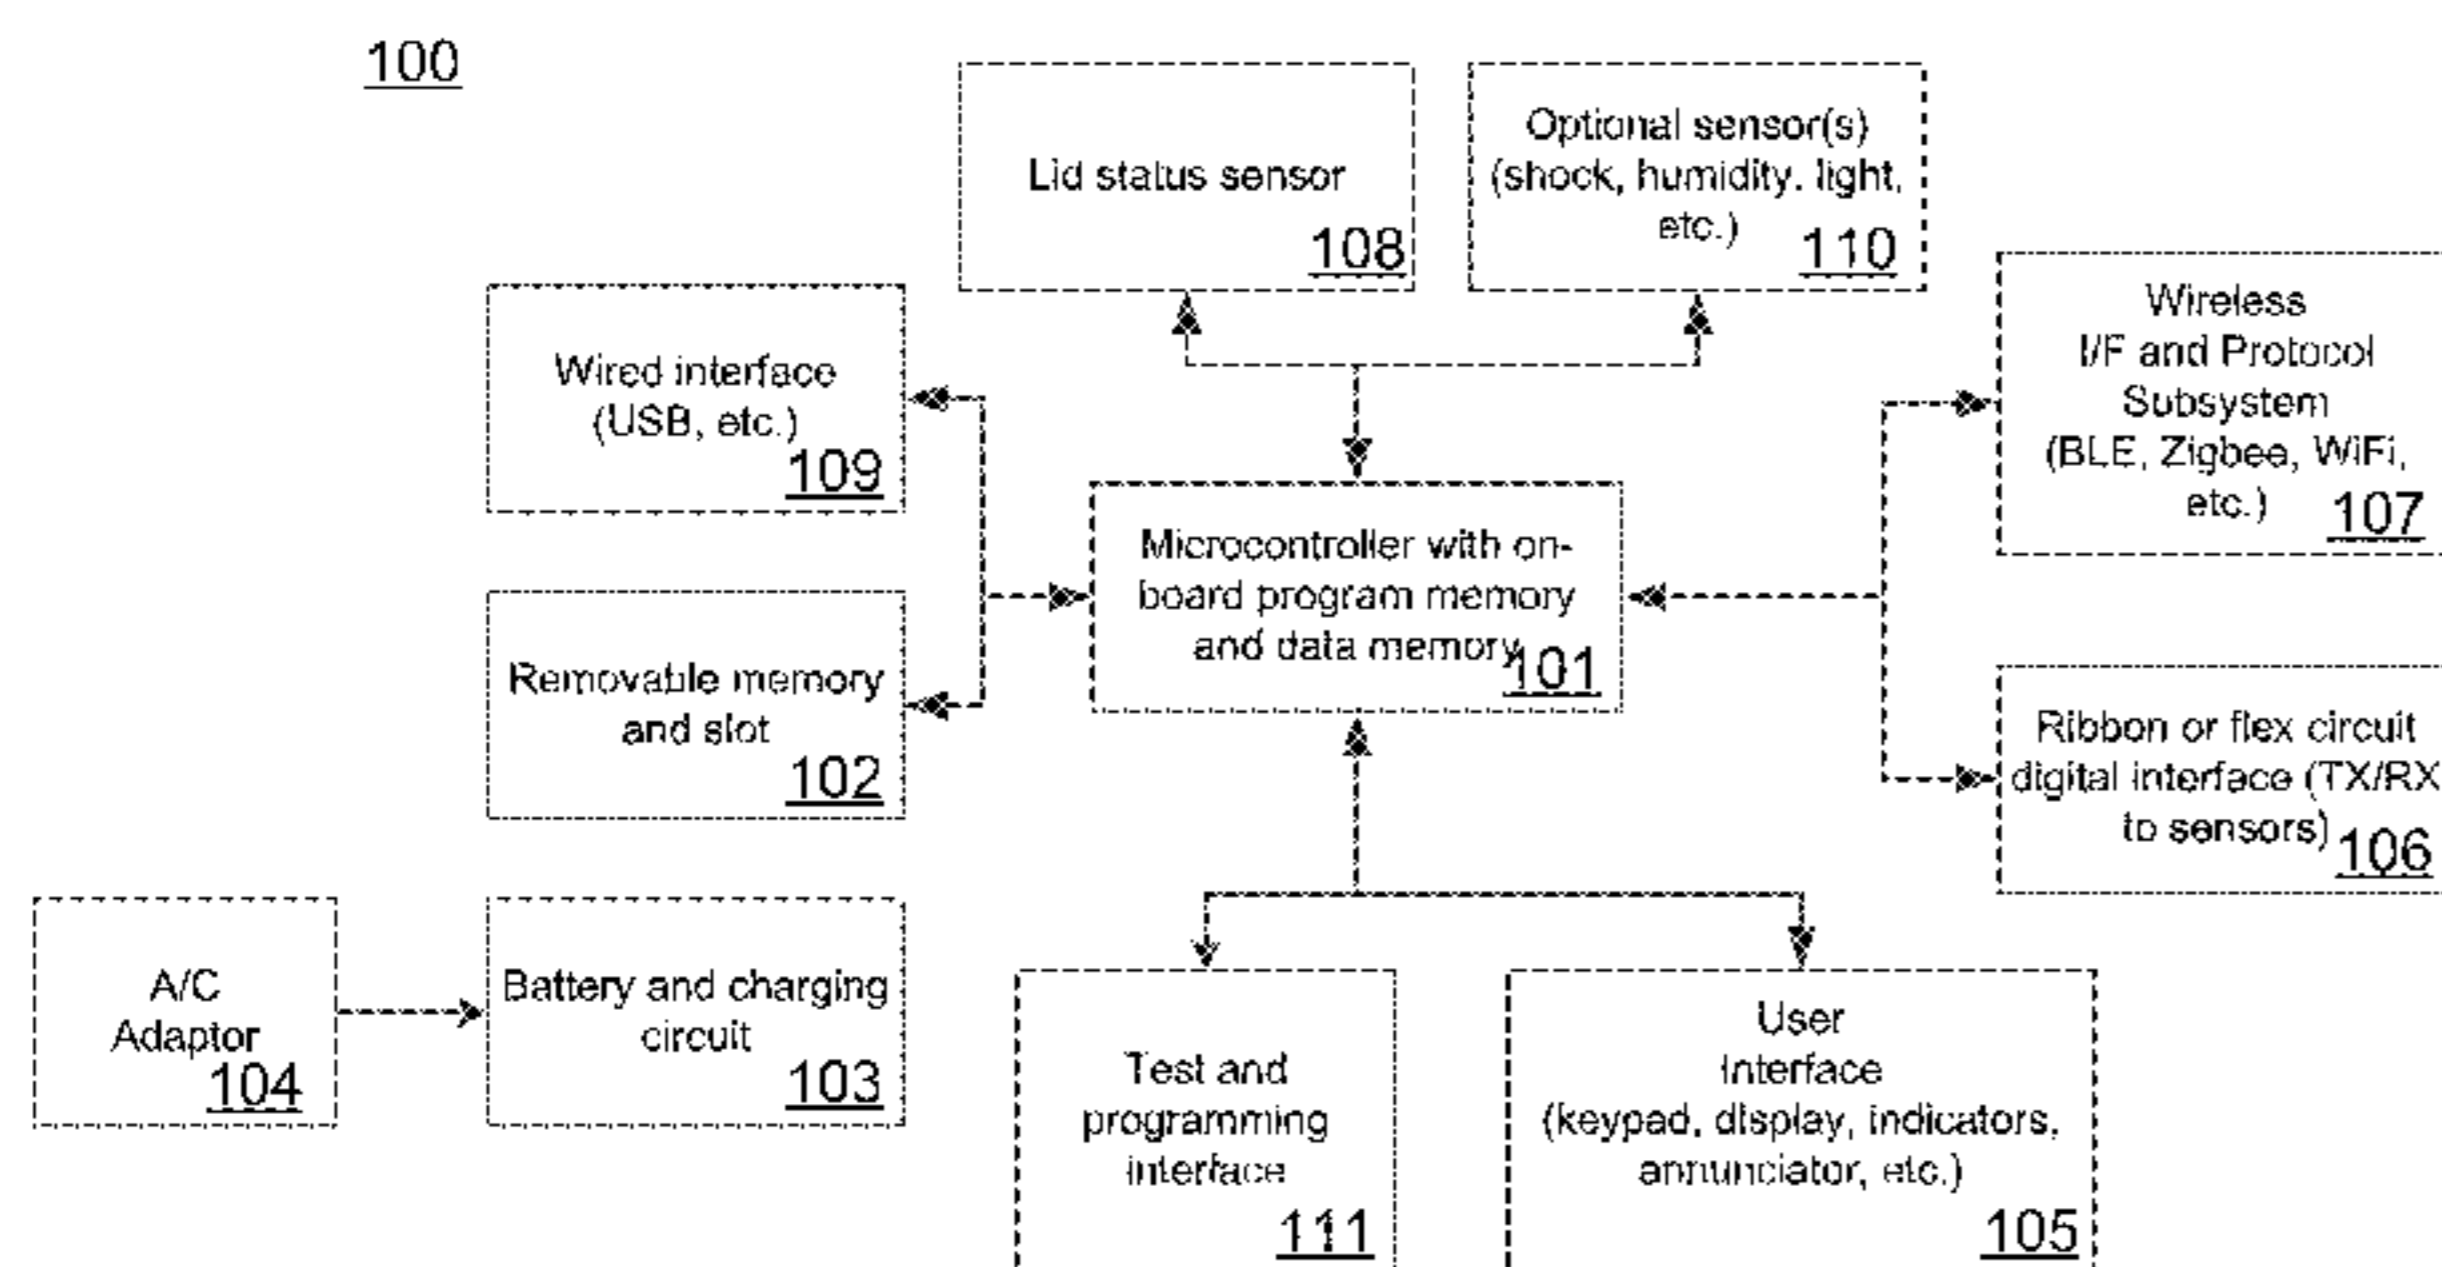 100
Lid status sensor
108
Optional sensor(s)
(shock, humidity. light,
etc.)
110
Wired interface
(USB, etc.)
109
Wireless
I/F and Protocol
Subsystem
(BLE, Zigbee, WiFi,
etc.)
107
Microcontroller with on-
board program memory
and data memory
101
Removable memory
and slot
102
Ribbon or flex circuit
digital interface (TX/RX
to sensors)
106
A/C
Adaptor
104
Battery and charging
circuit
103
Test and
programming
interface
111
User
Interface
(keypad, display, indicators,
annunciator, etc.)
105